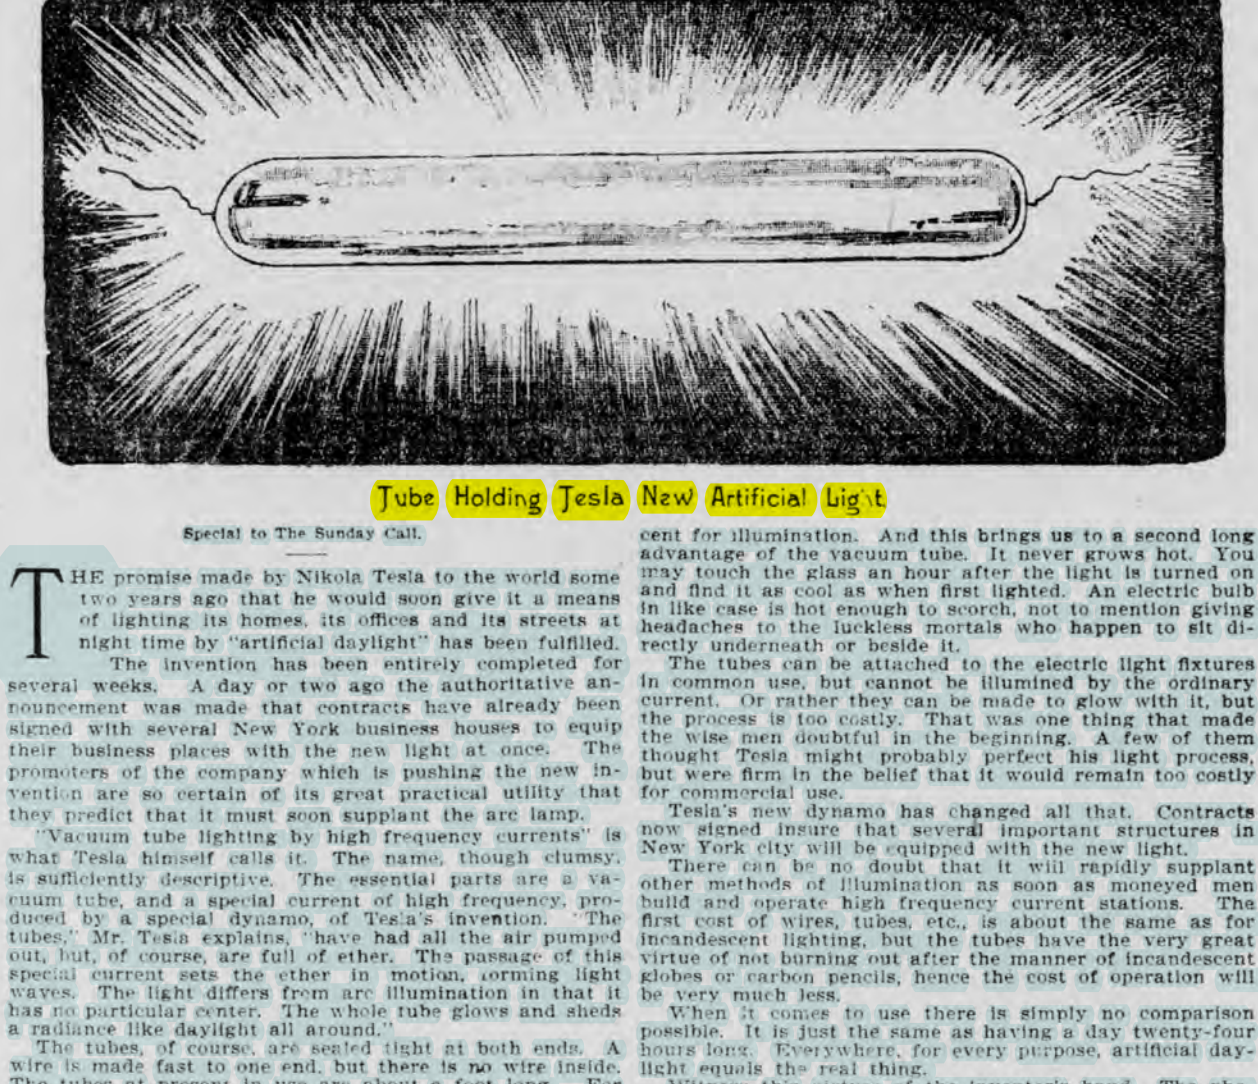 Tube Holding Tesla New Artificial Light
Special to The Sunday Call.
THE promise made by Nikola Tesla to the world some
two years ago that he would soon give it a means
of lighting its homes, its offices and its streets at
night time by "artificial daylight" has been fulfilled.
The invention has been entirely completed for
several weeks. A day or two ago the authoritative an-
nouncement was made that contracts have already been
signed with several New York business houses to equip
their business places with the new light at once. The
promoters of the company which is pushing the new in-
vention are so certain of its great practical utility that
they predict that it must soon supplant the arc lamp.
"Vacuum tube lighting by high frequency currents" is
what Tesla himself calls it. The name, though clumsy,
is sufficiently descriptive. The essential parts are a va-
cuum tube, and a special current of high frequency, pro-
duced by a special dynamo, of Tesla's invention. "The
tubes," Mr. Tesla explains, "have had all the air pumped
out, but, of course, are full of ether. The passage of this
special current sets the ether in motion, forming light
waves. The light differs from arc illumination in that it
has no particular center. The whole tube glows and sheds
a radiance like daylight all around."
The tubes, of course, are sealed tight at both ends. A
wire is made fast to one end, but there is no wire inside.
The tubes at present in use are about a foot long. For
cent for illumination. And this brings us to a second long
advantage of the vacuum tube. It never grows hot. You
may touch the glass an hour after the light is turned on
and find it as cool as when first lighted. An electric bulb
in like case is hot enough to scorch, not to mention giving
headaches to the luckless mortals who happen to sit di-
rectly underneath or beside it.
The tubes can be attached to the electric light fixtures
in common use, but cannot be illumined by the ordinary
current. Or rather they can be made to glow with it, but
the process is too costly. That was one thing that made
the wise men doubtful in the beginning. A few of them
thought Tesla might probably perfect his light process,
but were firm in the belief that it would remain too costly
for commercial use.
Tesla's new dynamo has changed all that. Contracts
now signed insure that several important structures in
New York city will be equipped with the new light.
There can be no doubt that it will rapidly supplant
other methods of illumination as soon as moneyed men
build and operate high frequency current stations. The
first cost of wires, tubes, etc., is about the same as for
incandescent lighting, but the tubes have the very great
virtue of not burning out after the manner of incandescent
globes or carbon pencils, hence the cost of operation will
be very much less.
When it comes to use there is simply no comparison
possible. It is just the same as having a day twenty-four
hours long. Everywhere, for every purpose, artificial day-
light equals the real thing.